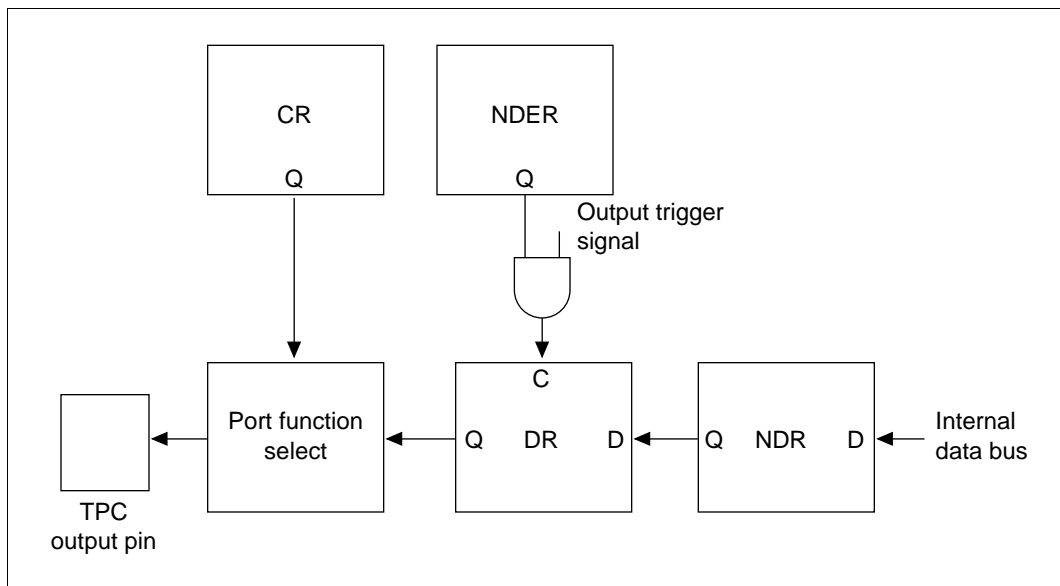 CR
Q
NDER
Q
Output trigger
signal
C
Port function
select
Q DR D
Q NDR D
Internal
data bus
TPC
output pin